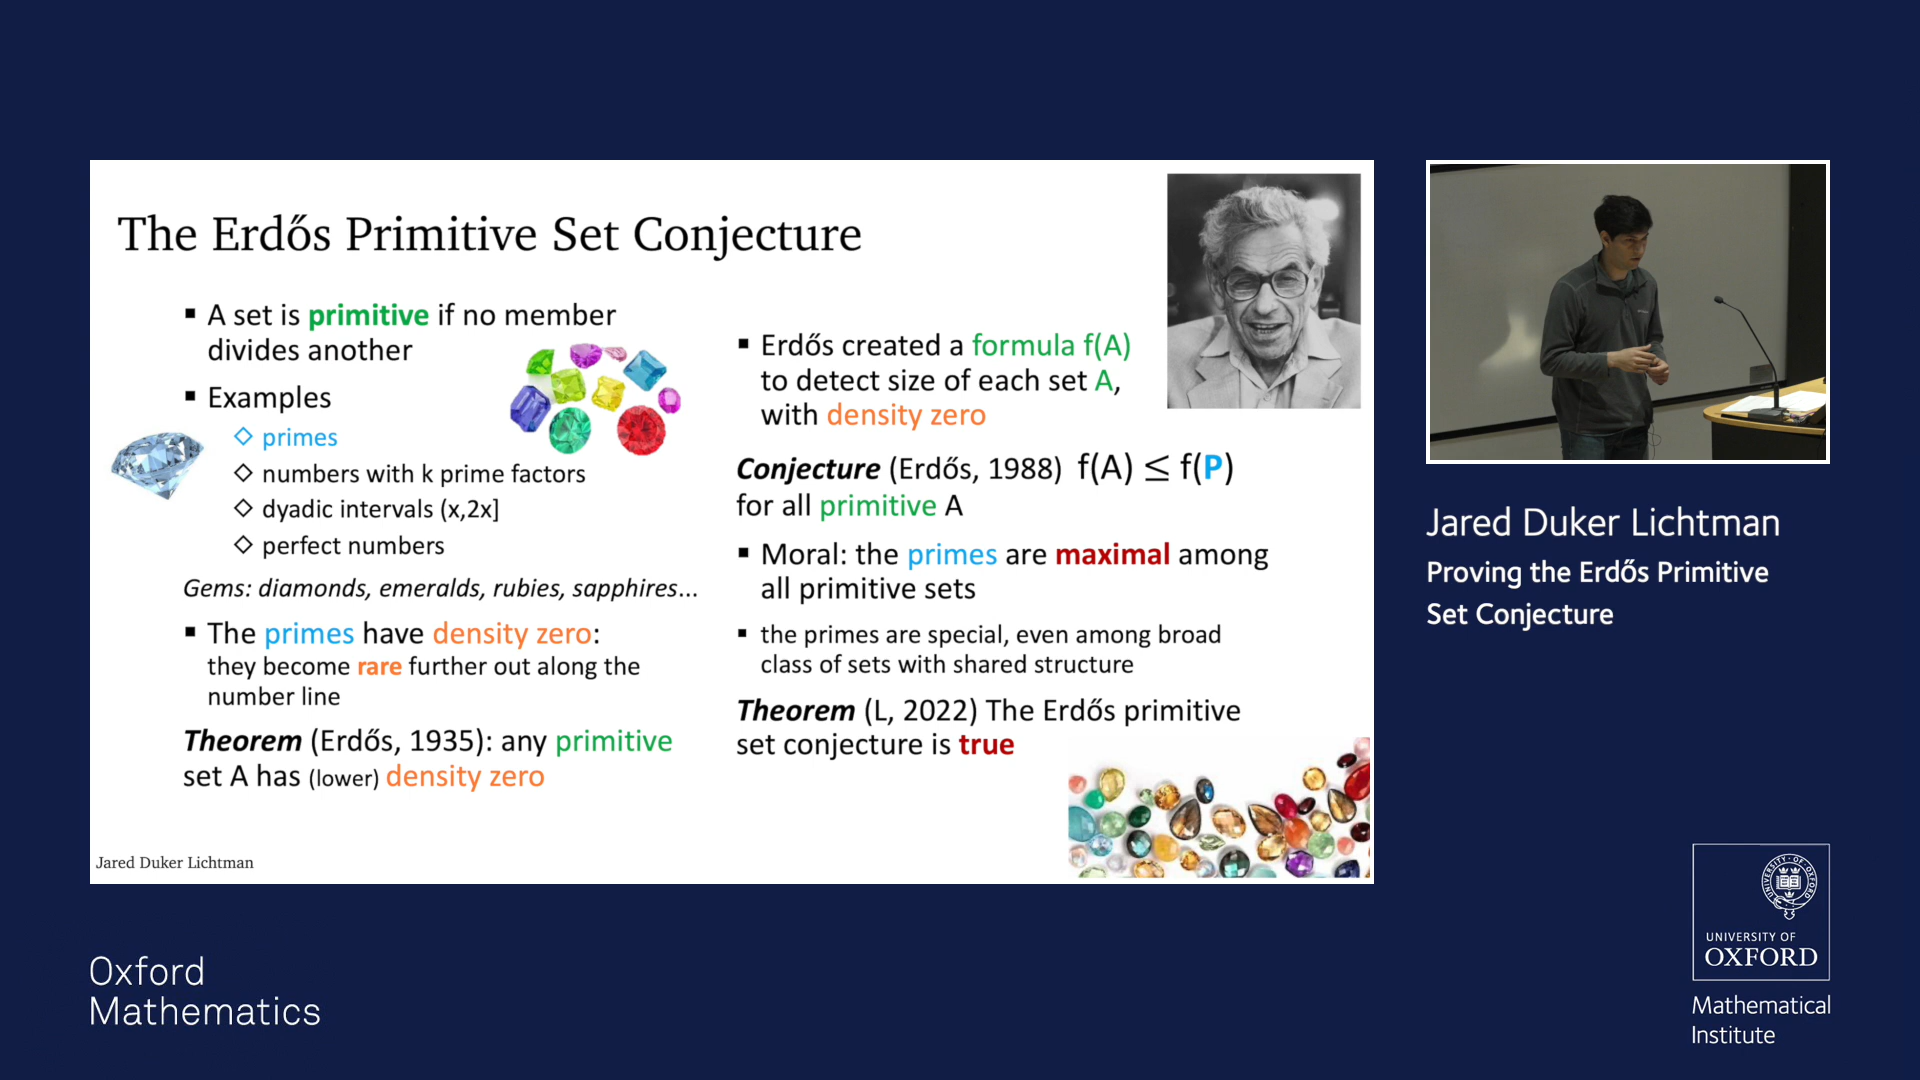 The Erdős Primitive Set Conjecture
▪ A set is primitive if no member
divides another
▪ Examples
◇ primes
◇ numbers with k prime factors
◇ dyadic intervals (x,2x]
◇ perfect numbers
Gems: diamonds, emeralds, rubies, sapphires...
▪ The primes have density zero:
they become rare further out along the
number line
Theorem (Erdős, 1935): any primitive
set A has (lower) density zero
▪ Erdős created a formula f(A)
to detect size of each set A,
with density zero
Conjecture (Erdős, 1988) f(A) ≤ f(P)
for all primitive A
▪ Moral: the primes are maximal among
all primitive sets
▪ the primes are special, even among broad
class of sets with shared structure
Theorem (L, 2022) The Erdős primitive
set conjecture is true
Jared Duker Lichtman
Jared Duker Lichtman
Proving the Erdős Primitive
Set Conjecture
Oxford
Mathematics
UNIVERSITY OF
OXFORD
Mathematical
Institute